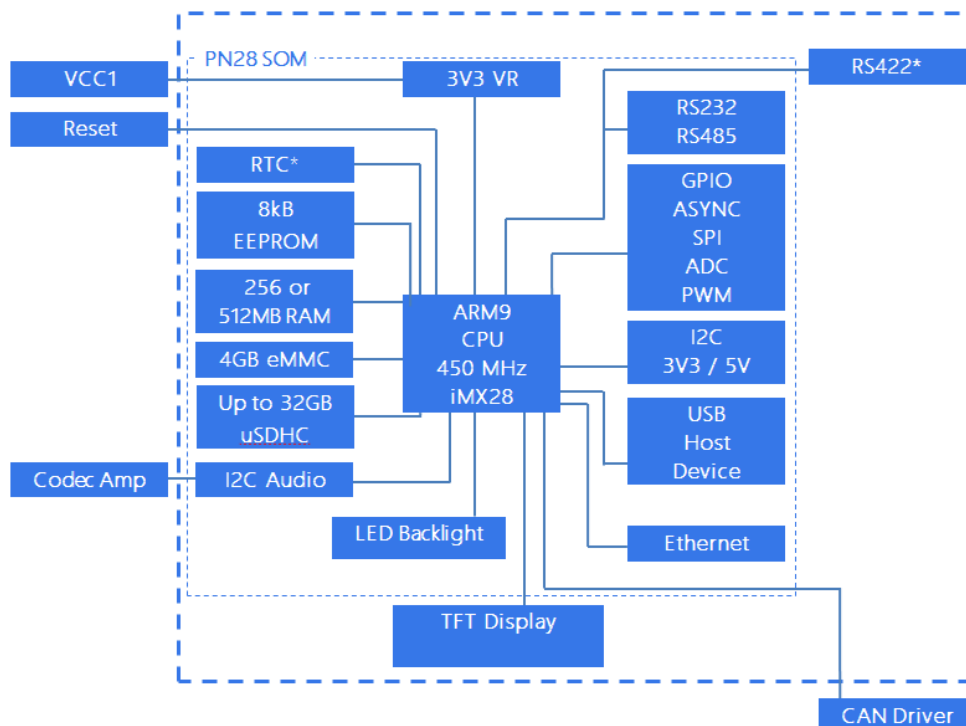 PN28 SOM
VCC1
3V3 VR
RS422*
Reset
RS232
RS485
RTC*
GPIO
ASYNC
SPI
ADC
PWM
8kB
EEPROM
256 or
512MB RAM
ARM9
CPU
450 MHz
iMX28
I2C
3V3 / 5V
4GB eMMC
Up to 32GB
uSDHC
USB
Host
Device
Codec Amp
I2C Audio
LED Backlight
Ethernet
TFT Display
CAN Driver